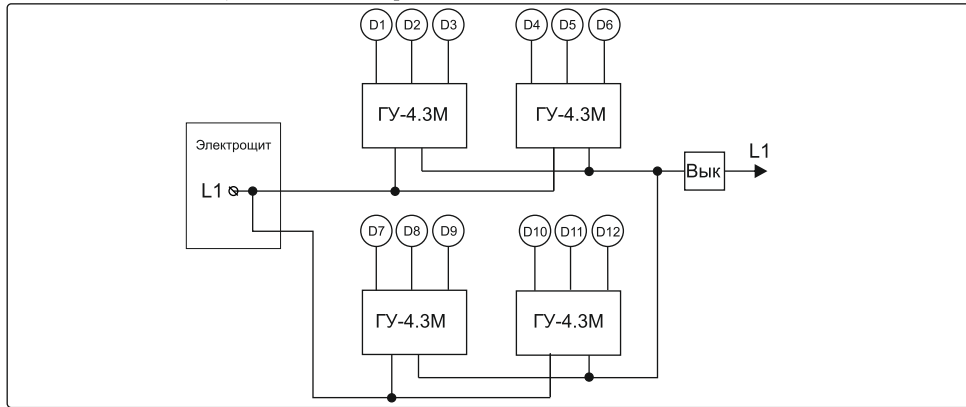 D1 D2 D3 D4 D5 D6
ГУ-4.3М ГУ-4.3М
Электрощит
L1
L1
Вык
D7 D8 D9 D10 D11 D12
ГУ-4.3М ГУ-4.3М